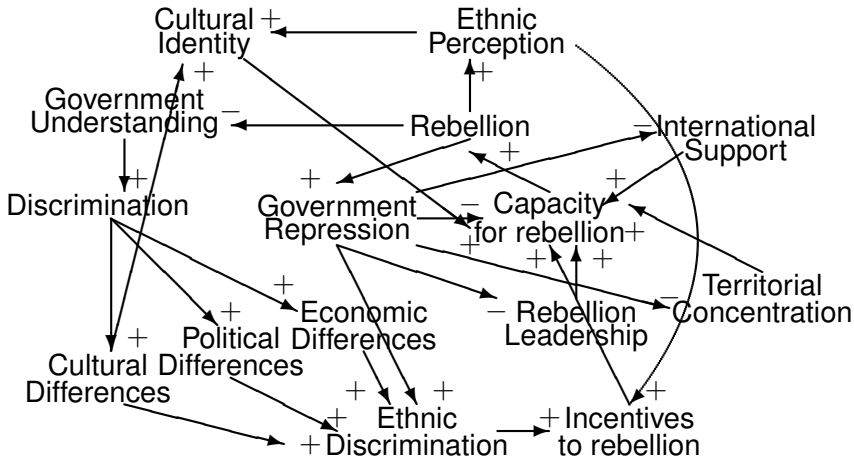 Cultural + Ethnic
Identity Perception
+ +
Government
Understanding − Rebellion − International
+ Support
+ + +
Discrimination Government − Capacity
Repression + for rebellion +
+ +
+ Territorial
+ + Economic − Rebellion − Concentration
Political Differences Leadership
Cultural Differences
Differences
+ + +
+ Ethnic + Incentives
+ Discrimination to rebellion